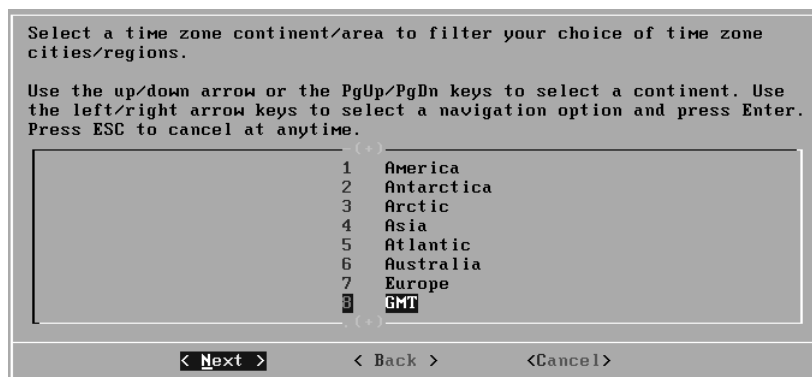 Select a time zone continent/area to filter your choice of time zone
cities/regions.
Use the up/down arrow or the PgUp/PgDn keys to select a continent. Use
the left/right arrow keys to select a navigation option and press Enter.
Press ESC to cancel at anytime.
(+)
1 America
2 Antarctica
3 Arctic
4 Asia
5 Atlantic
6 Australia
7 Europe
8 GMT
(+)
< Next > < Back > <Cancel>